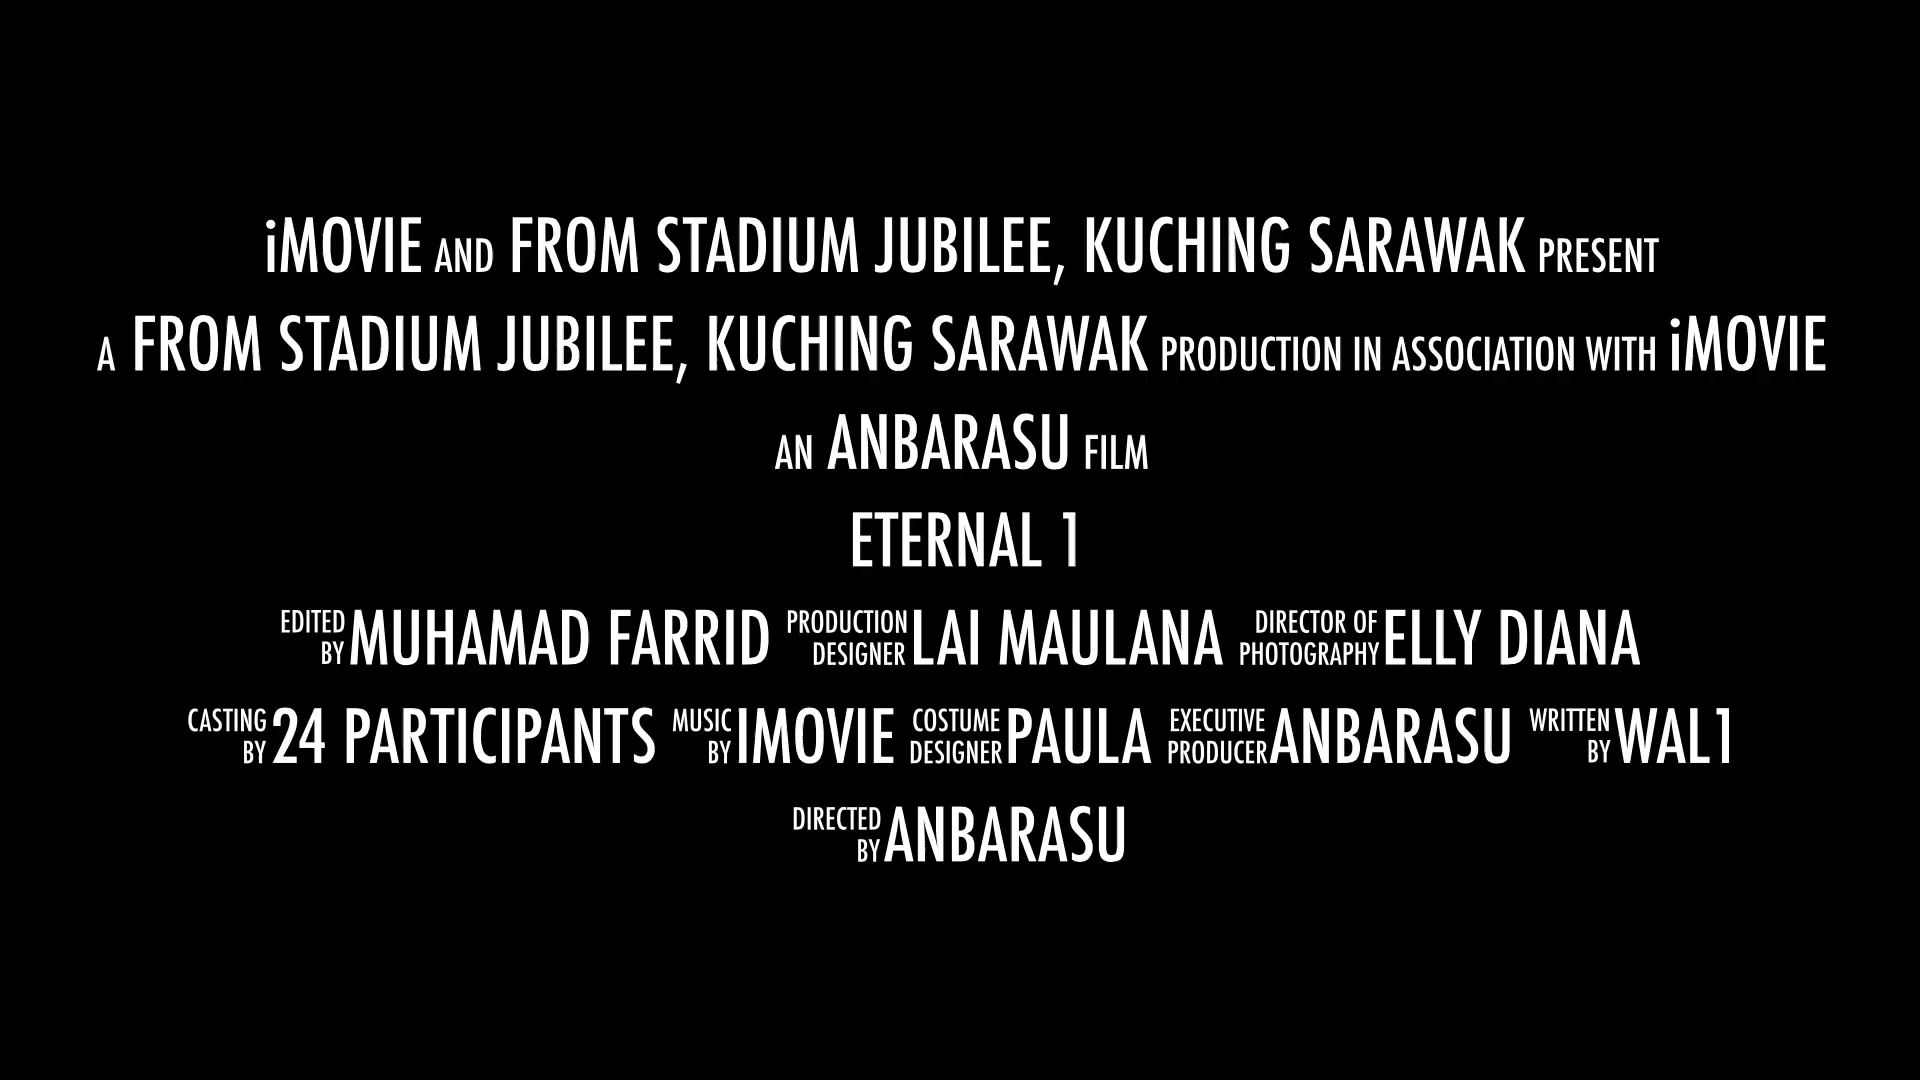 iMOVIE AND FROM STADIUM JUBILEE, KUCHING SARAWAK PRESENT
A FROM STADIUM JUBILEE, KUCHING SARAWAK PRODUCTION IN ASSOCIATION WITH iMOVIE
AN ANBARASU FILM
ETERNAL 1
EDITED BY MUHAMAD FARRID PRODUCTION DESIGNER LAI MAULANA DIRECTOR OF PHOTOGRAPHY ELLY DIANA
CASTING BY 24 PARTICIPANTS MUSIC BY IMOVIE COSTUME DESIGNER PAULA EXECUTIVE PRODUCER ANBARASU WRITTEN BY WAL1
DIRECTED BY ANBARASU